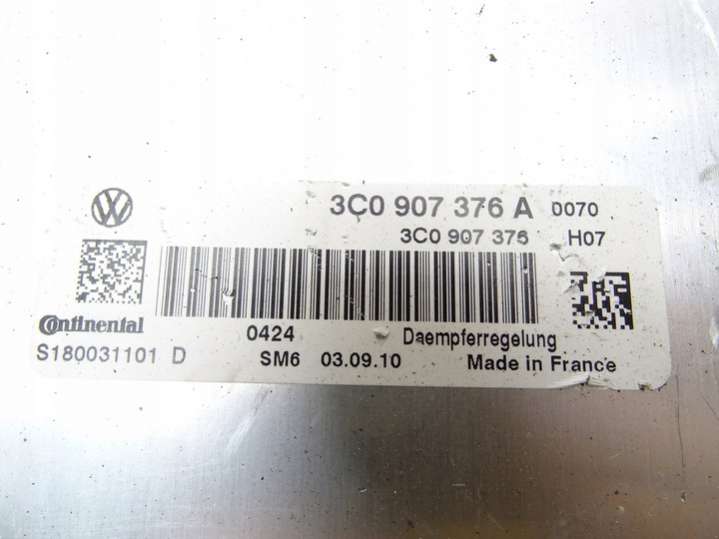 3C0 907 376 A 0070
3C0 907 376 H07
Continental
0424 Daempferregelung
S180031101 D SM6 03.09.10 Made in France